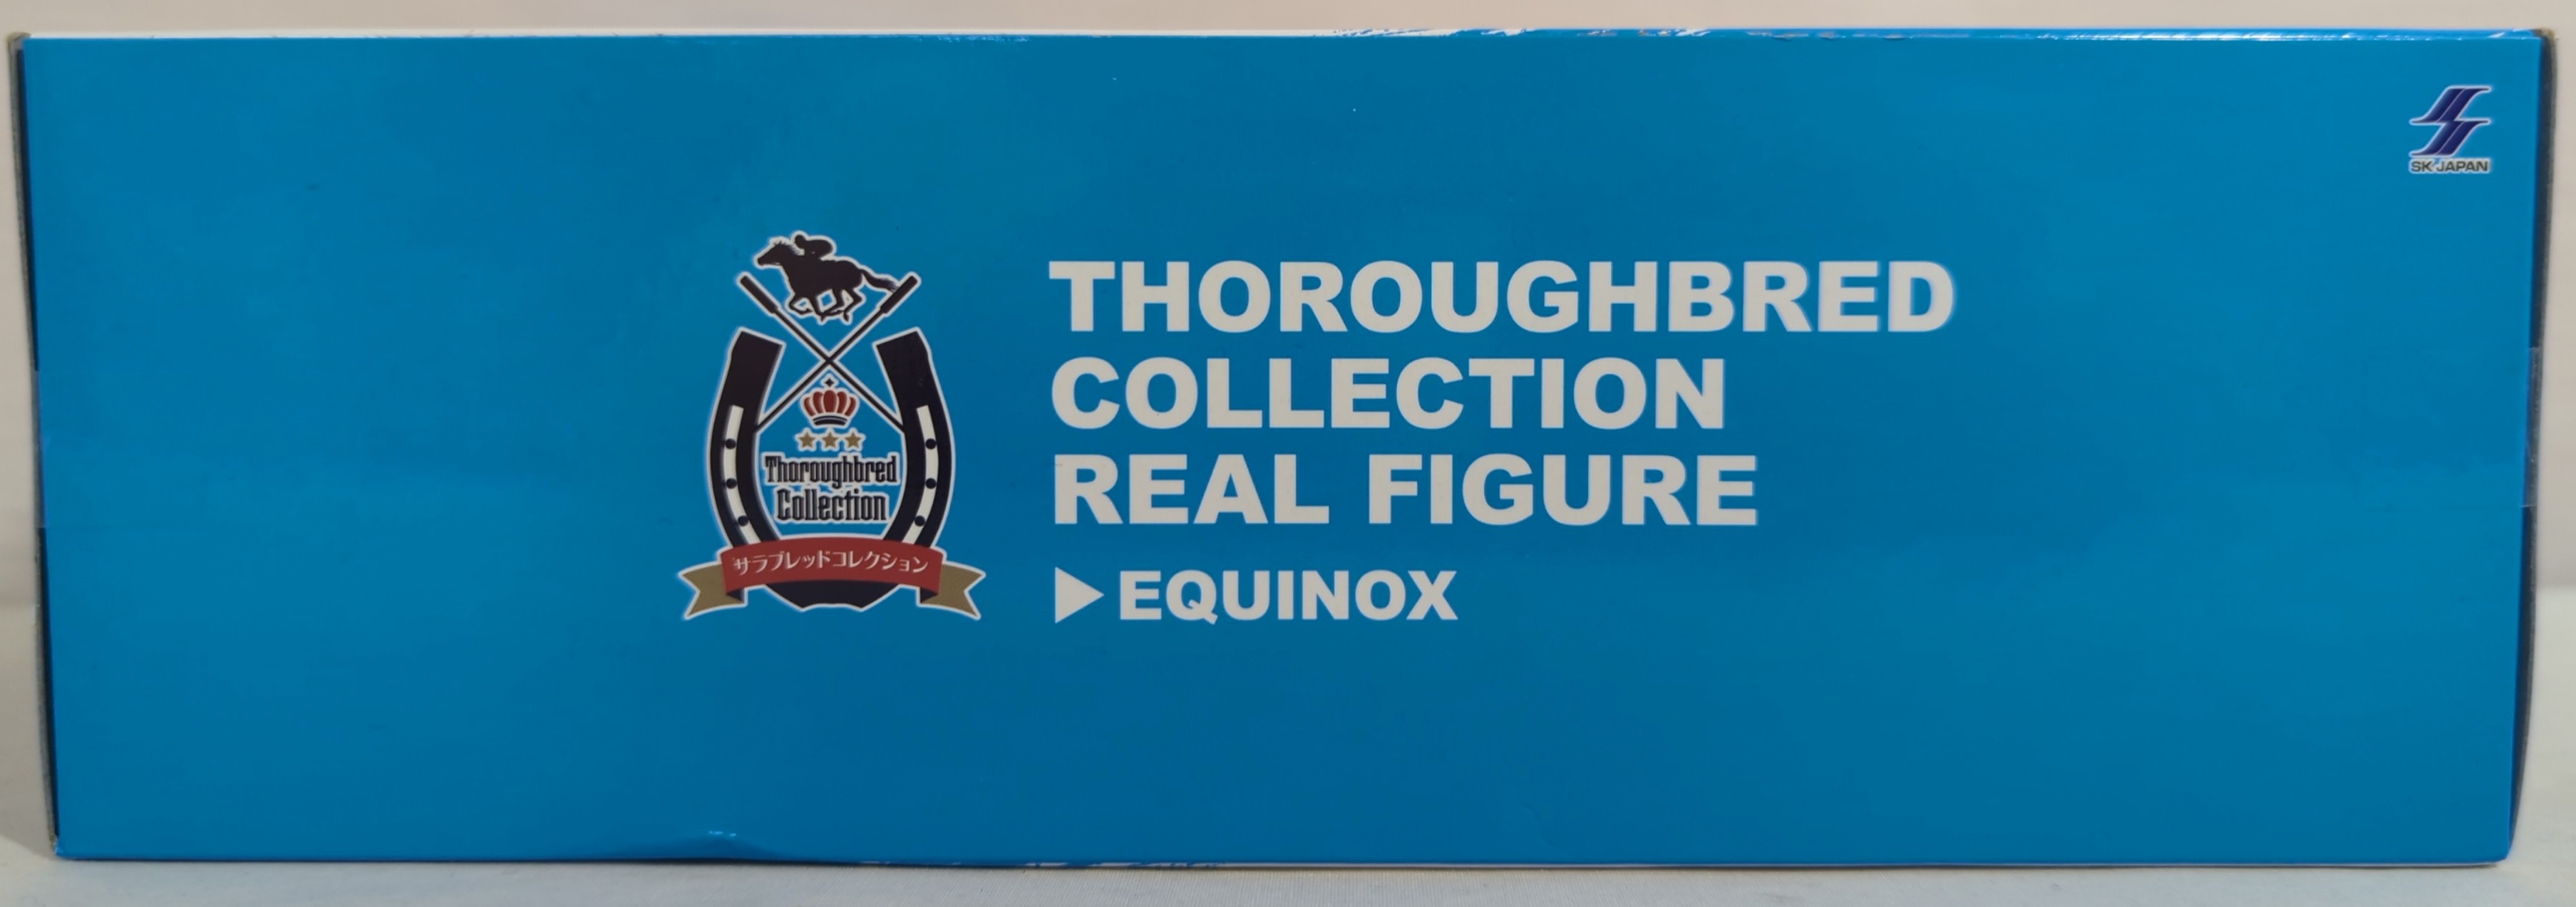 SK JAPAN
THOROUGHBRED
COLLECTION
REAL FIGURE
▶EQUINOX
Thoroughbred
Collection
サラブレッドコレクション